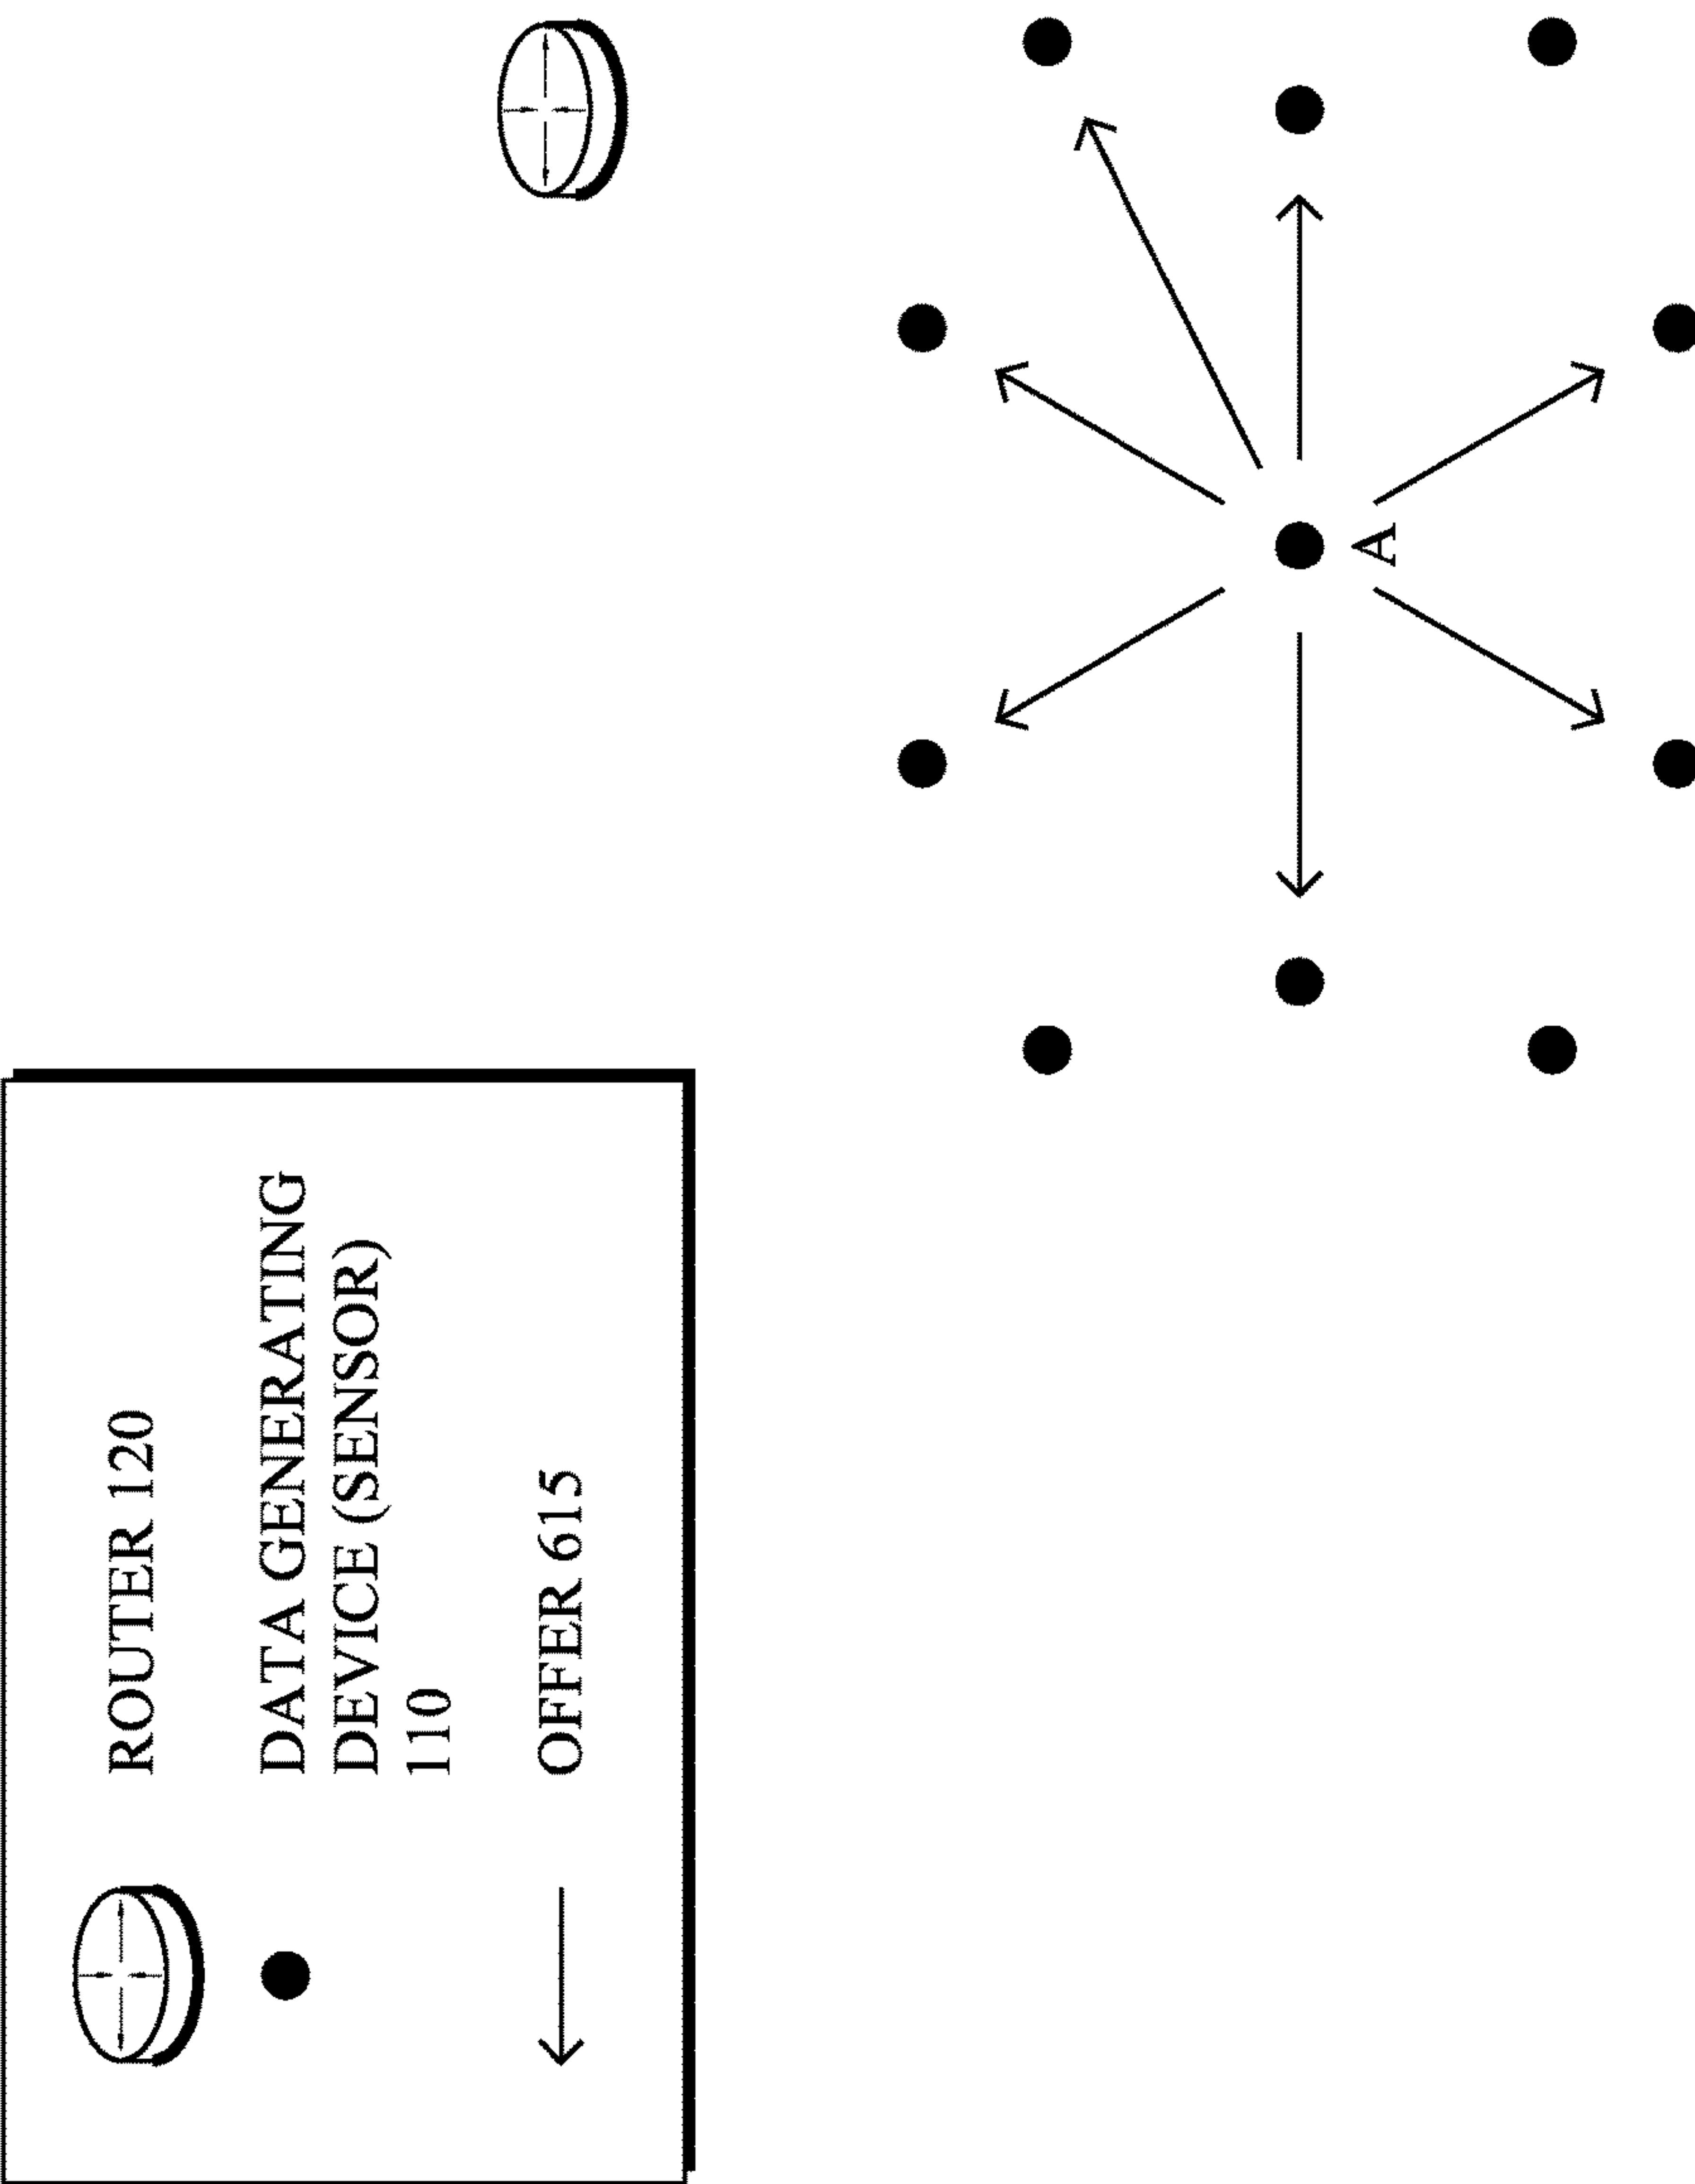 ROUTER 120
DATA GENERATING
DEVICE (SENSOR)
110
OFFER 615
A